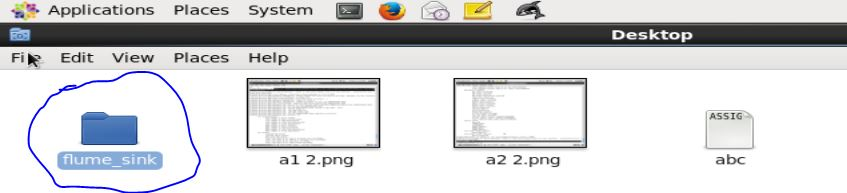 Applications Places System
Desktop
File Edit View Places Help
ASSIG
flume_sink a1 2.png a2 2.png abc